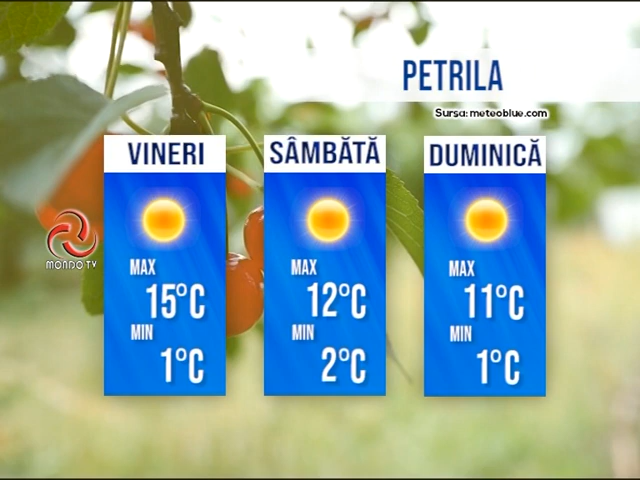 PETRILA
Sursa: meteoblue.com
VINERI
MAX
15°C
MIN
1°C
SÂMBĂTĂ
MAX
12°C
MIN
2°C
DUMINICĂ
MAX
11°C
MIN
1°C
MONDO TV